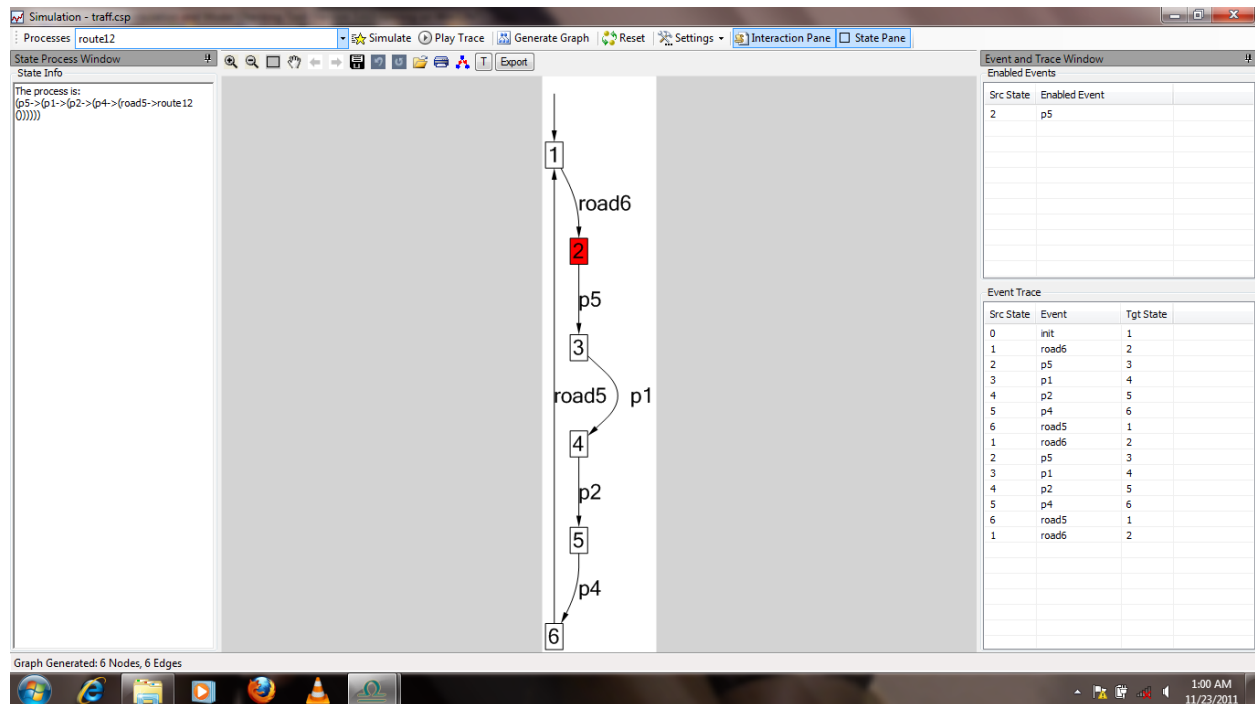 Simulation - traff.csp
Processes route12 Simulate Play Trace Generate Graph Reset Settings Interaction Pane State Pane
State Process Window
State Info
The process is:
(p5->(p1->(p2->(p4->(road5->route12
())))))
T Export
1
road6
2
p5
3
road5 p1
4
p2
5
p4
6
Event and Trace Window
Enabled Events
Src State Enabled Event
2 p5
Event Trace
Src State Event Tgt State
0 init 1
1 road6 2
2 p5 3
3 p1 4
4 p2 5
5 p4 6
6 road5 1
1 road6 2
2 p5 3
3 p1 4
4 p2 5
5 p4 6
6 road5 1
1 road6 2
Graph Generated: 6 Nodes, 6 Edges
1:00 AM
11/23/2011